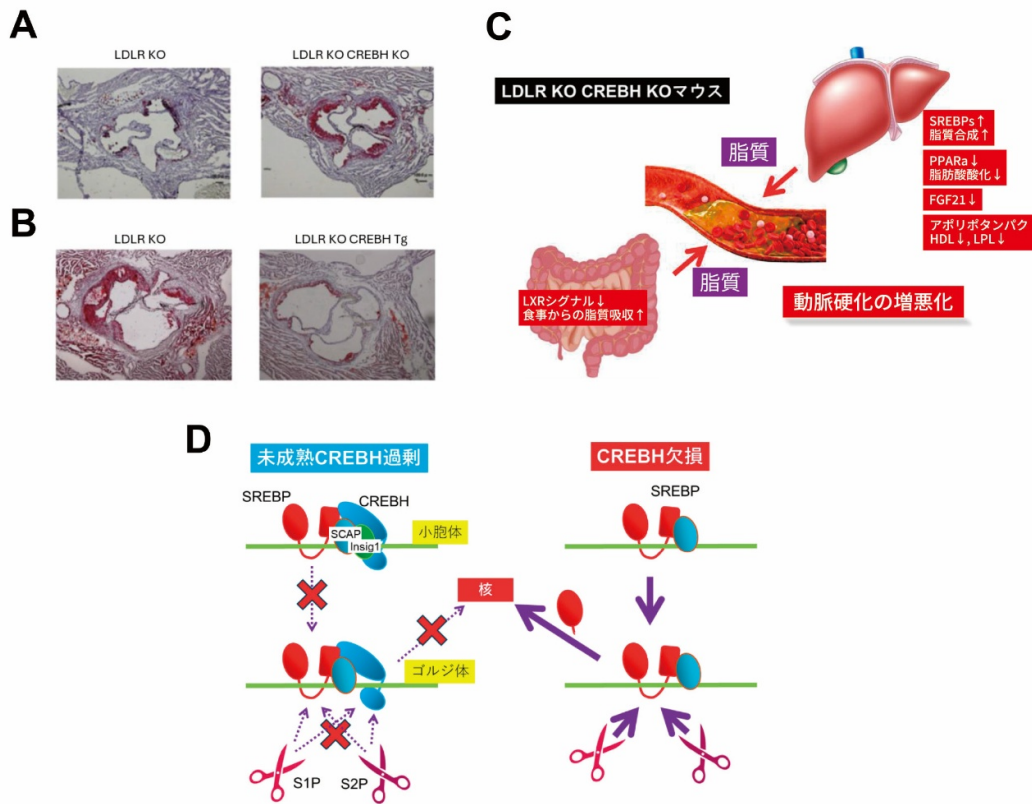 A
LDLR KO
LDLR KO CREBH KO
B
LDLR KO
LDLR KO CREBH Tg
C
LDLR KO CREBH KOマウス
SREBPs↑
脂質合成↑
PPARa↓
脂肪酸酸化↓
FGF21↓
アポリポタンパク
HDL↓, LPL↓
脂質
脂質
LXRシグナル↓
食事からの脂質吸収↑
動脈硬化の増悪化
D
未成熟CREBH過剰
CREBH欠損
SREBP
CREBH
SCAP
Insig1
小胞体
SREBP
核
ゴルジ体
S1P
S2P